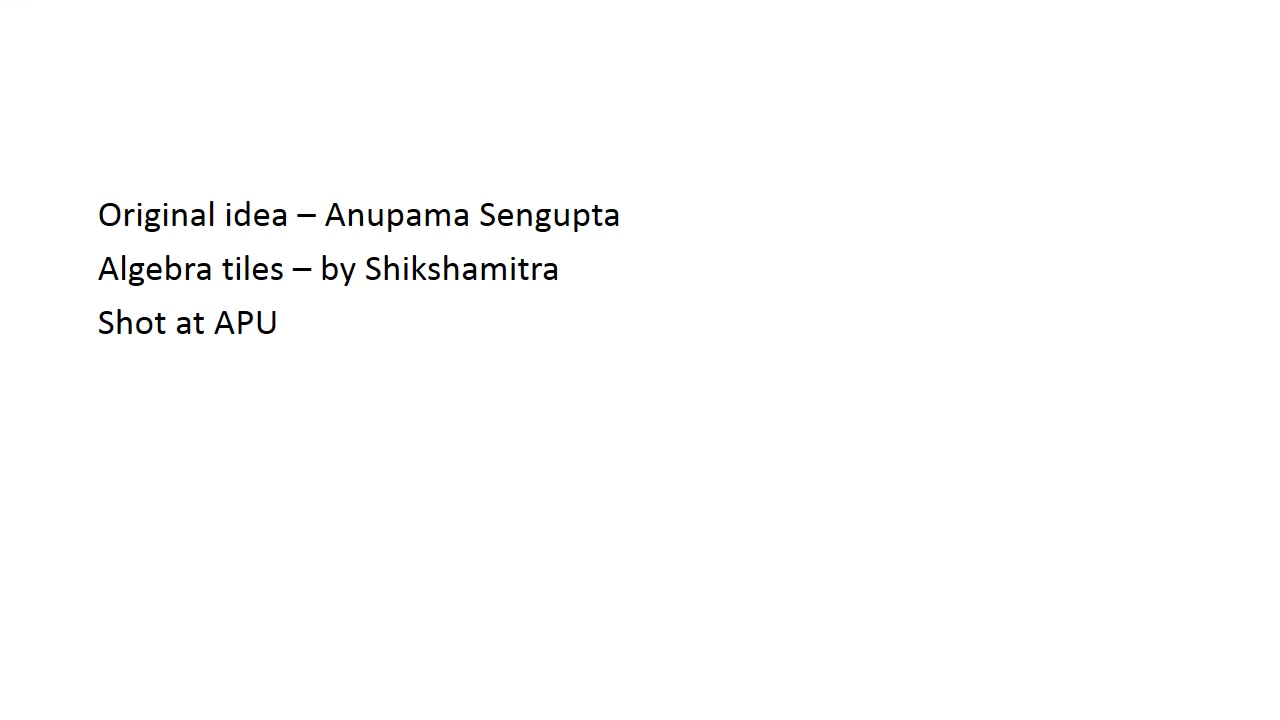 Original idea – Anupama Sengupta
Algebra tiles – by Shikshamitra
Shot at APU